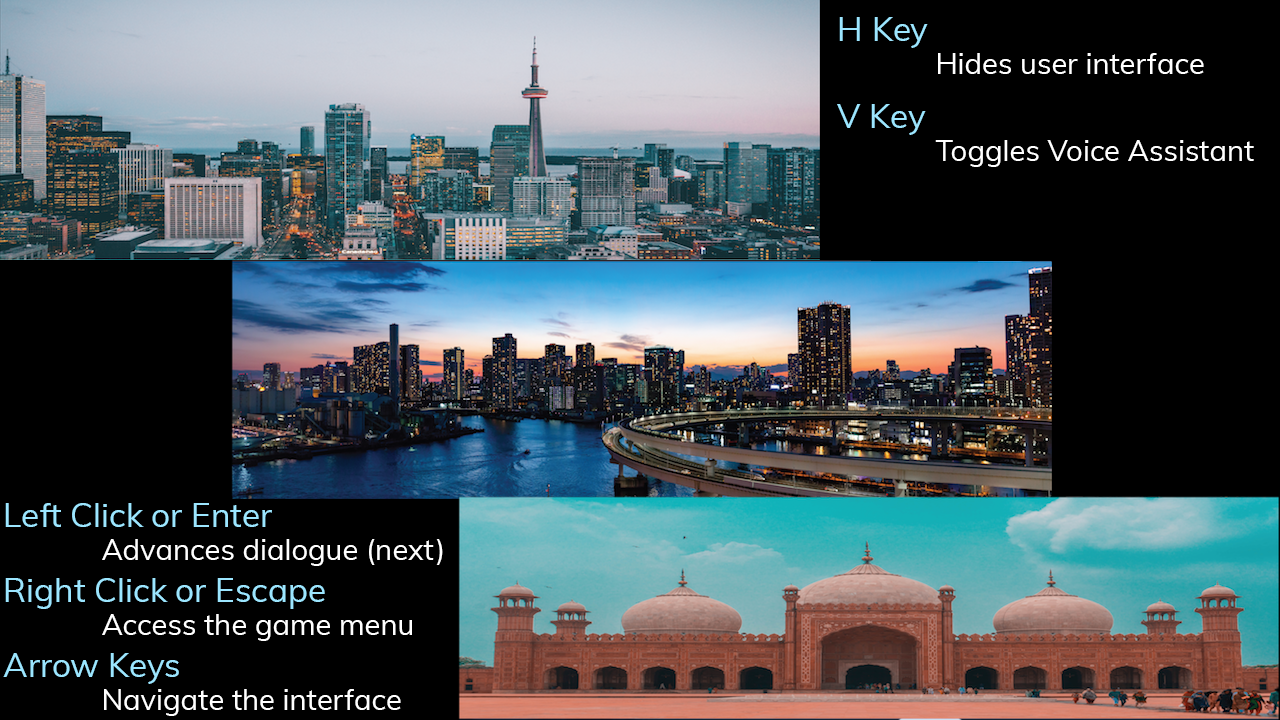 H Key
Hides user interface
V Key
Toggles Voice Assistant
Left Click or Enter
Advances dialogue (next)
Right Click or Escape
Access the game menu
Arrow Keys
Navigate the interface